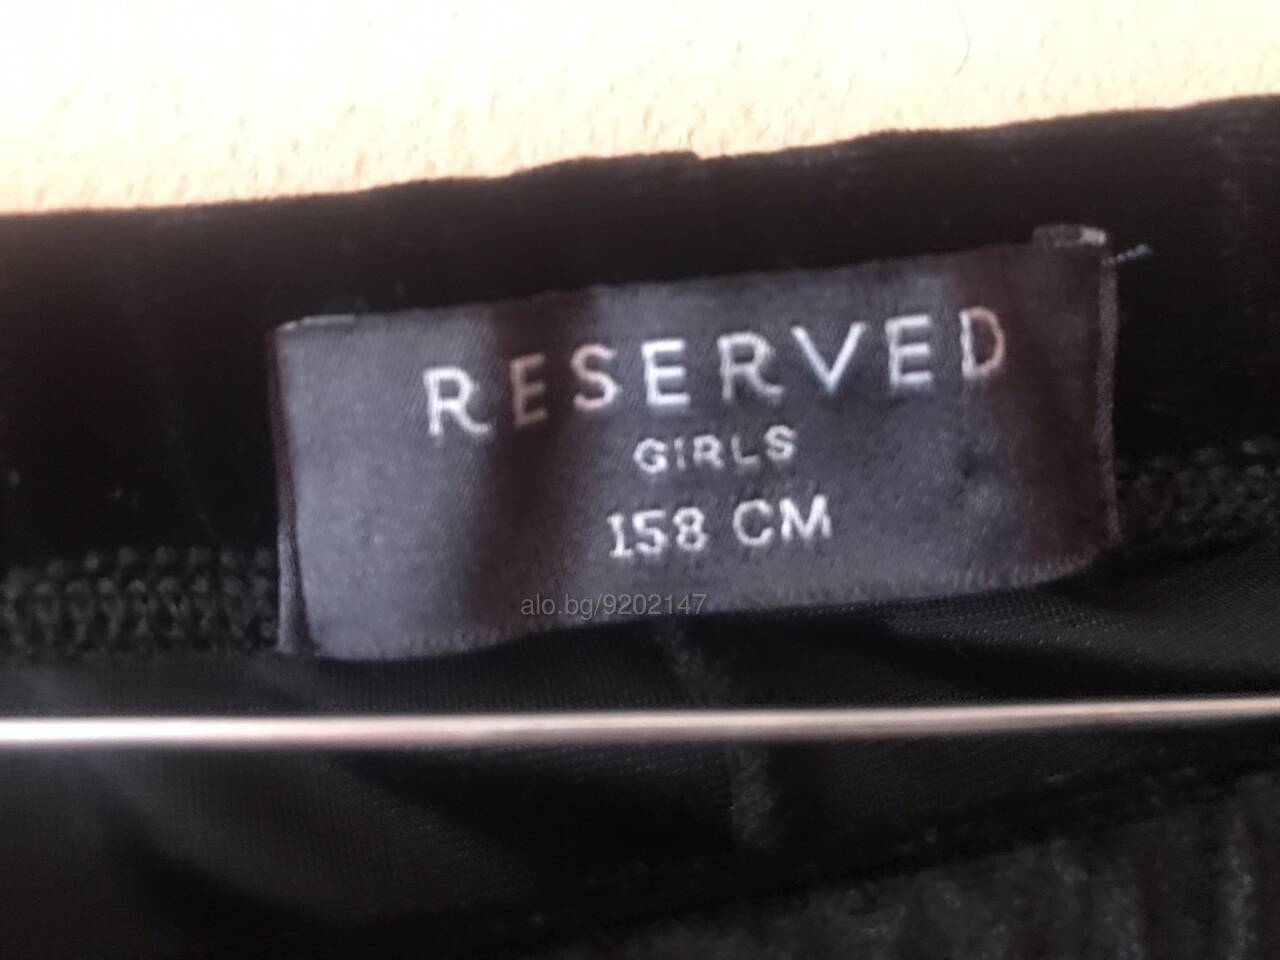 RESERVED
GIRLS
158 CM
alo.bg/9202147